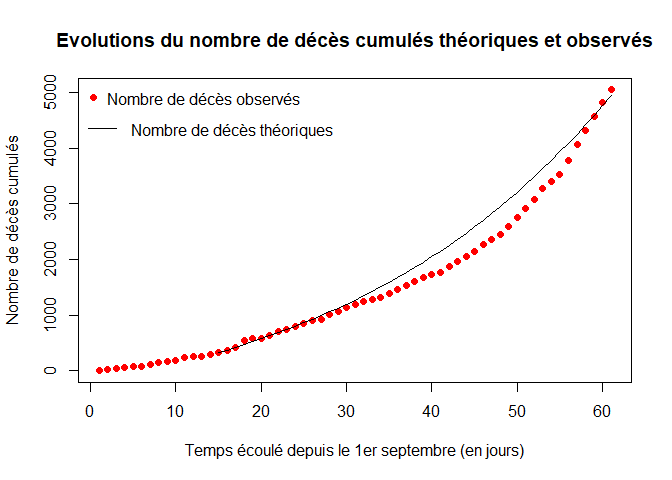 Evolutions du nombre de décès cumulés théoriques et observés
Nombre de décès observés
Nombre de décès théoriques
Nombre de décès cumulés
5000
4000
3000
2000
1000
0
0 10 20 30 40 50 60
Temps écoulé depuis le 1er septembre (en jours)